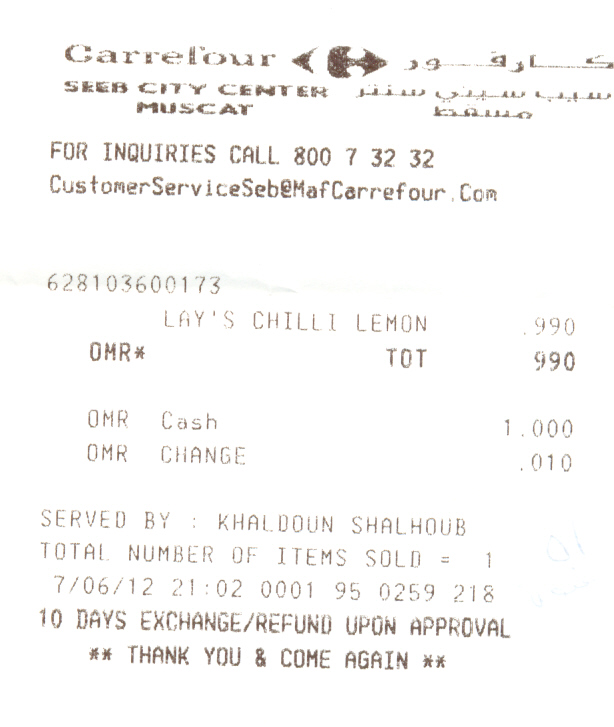 Carrefour كارفور
SEEB CITY CENTER سيب سيتي سنتر
MUSCAT مسقط
FOR INQUIRIES CALL 800 7 32 32
CustomerServiceSeb@MafCarrefour.Com
628103600173
LAY'S CHILLI LEMON .990
OMR* TOT 990
OMR Cash 1.000
OMR CHANGE .010
SERVED BY : KHALDOUN SHALHOUB
TOTAL NUMBER OF ITEMS SOLD = 1
7/06/12 21:02 0001 95 0259 218
10 DAYS EXCHANGE/REFUND UPON APPROVAL
** THANK YOU & COME AGAIN **